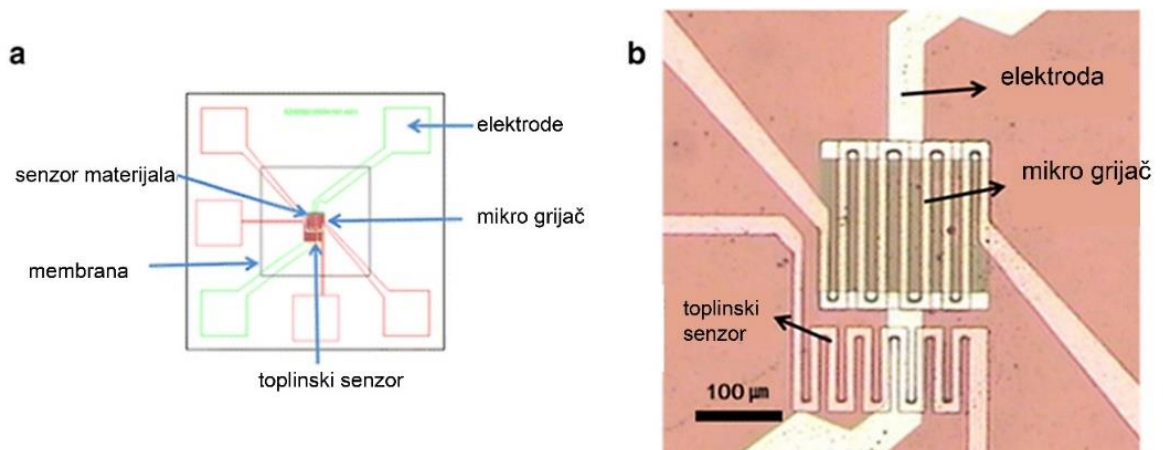 a
elektrode
senzor materijala
mikro grijač
membrana
toplinski senzor
b
elektroda
mikro grijač
toplinski
senzor
100 µm